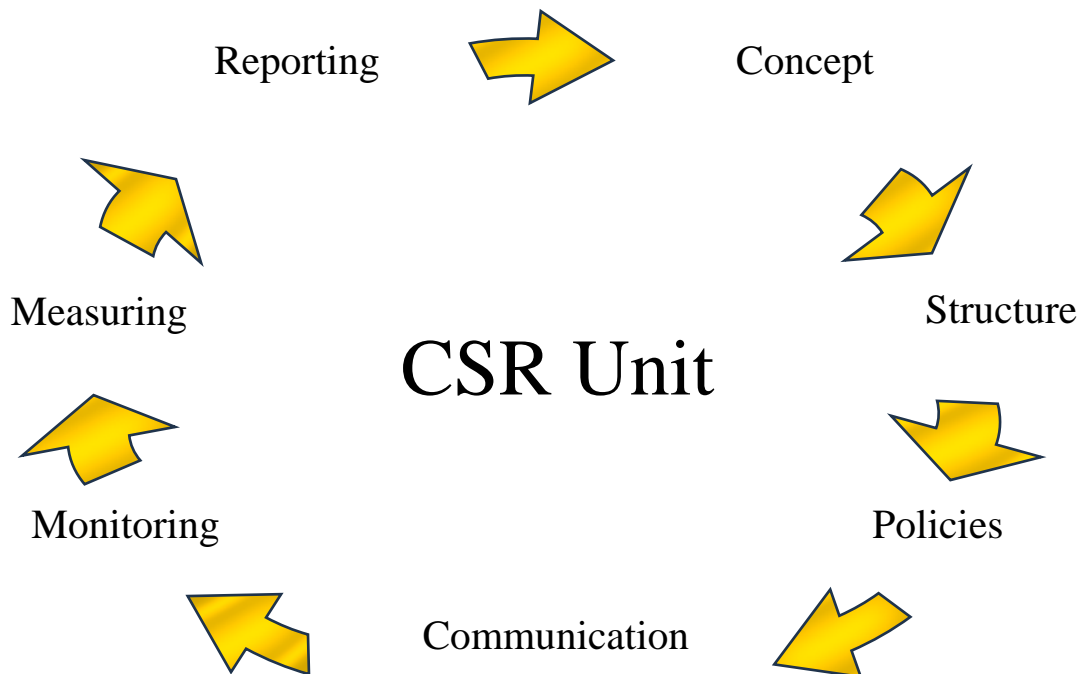 Reporting
Concept
Measuring
Structure
CSR Unit
Monitoring
Policies
Communication